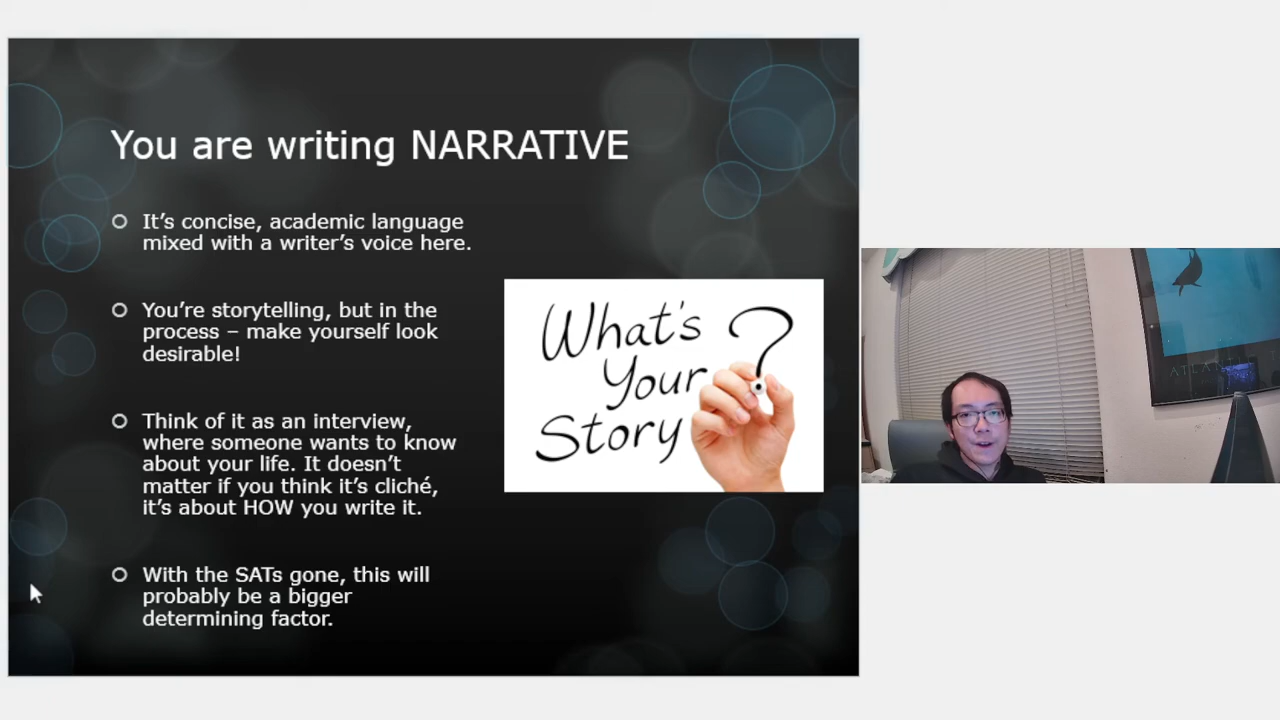 You are writing NARRATIVE
It's concise, academic language
mixed with a writer's voice here.
You're storytelling, but in the
process – make yourself look
desirable!
Think of it as an interview,
where someone wants to know
about your life. It doesn't
matter if you think it's cliché,
it's about HOW you write it.
With the SATs gone, this will
probably be a bigger
determining factor.
What's
Your
Story?